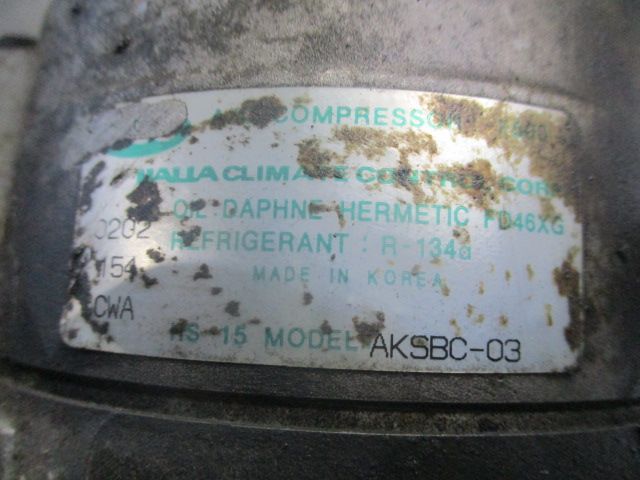 COMPRESSOR
HALLA CLIMATE CONTROL CORP
OIL DAPHNE HERMETIC FD46XG
0202
REFRIGERANT : R-134a
154
MADE IN KOREA
CWA
HS-15 MODEL AKSBC-03